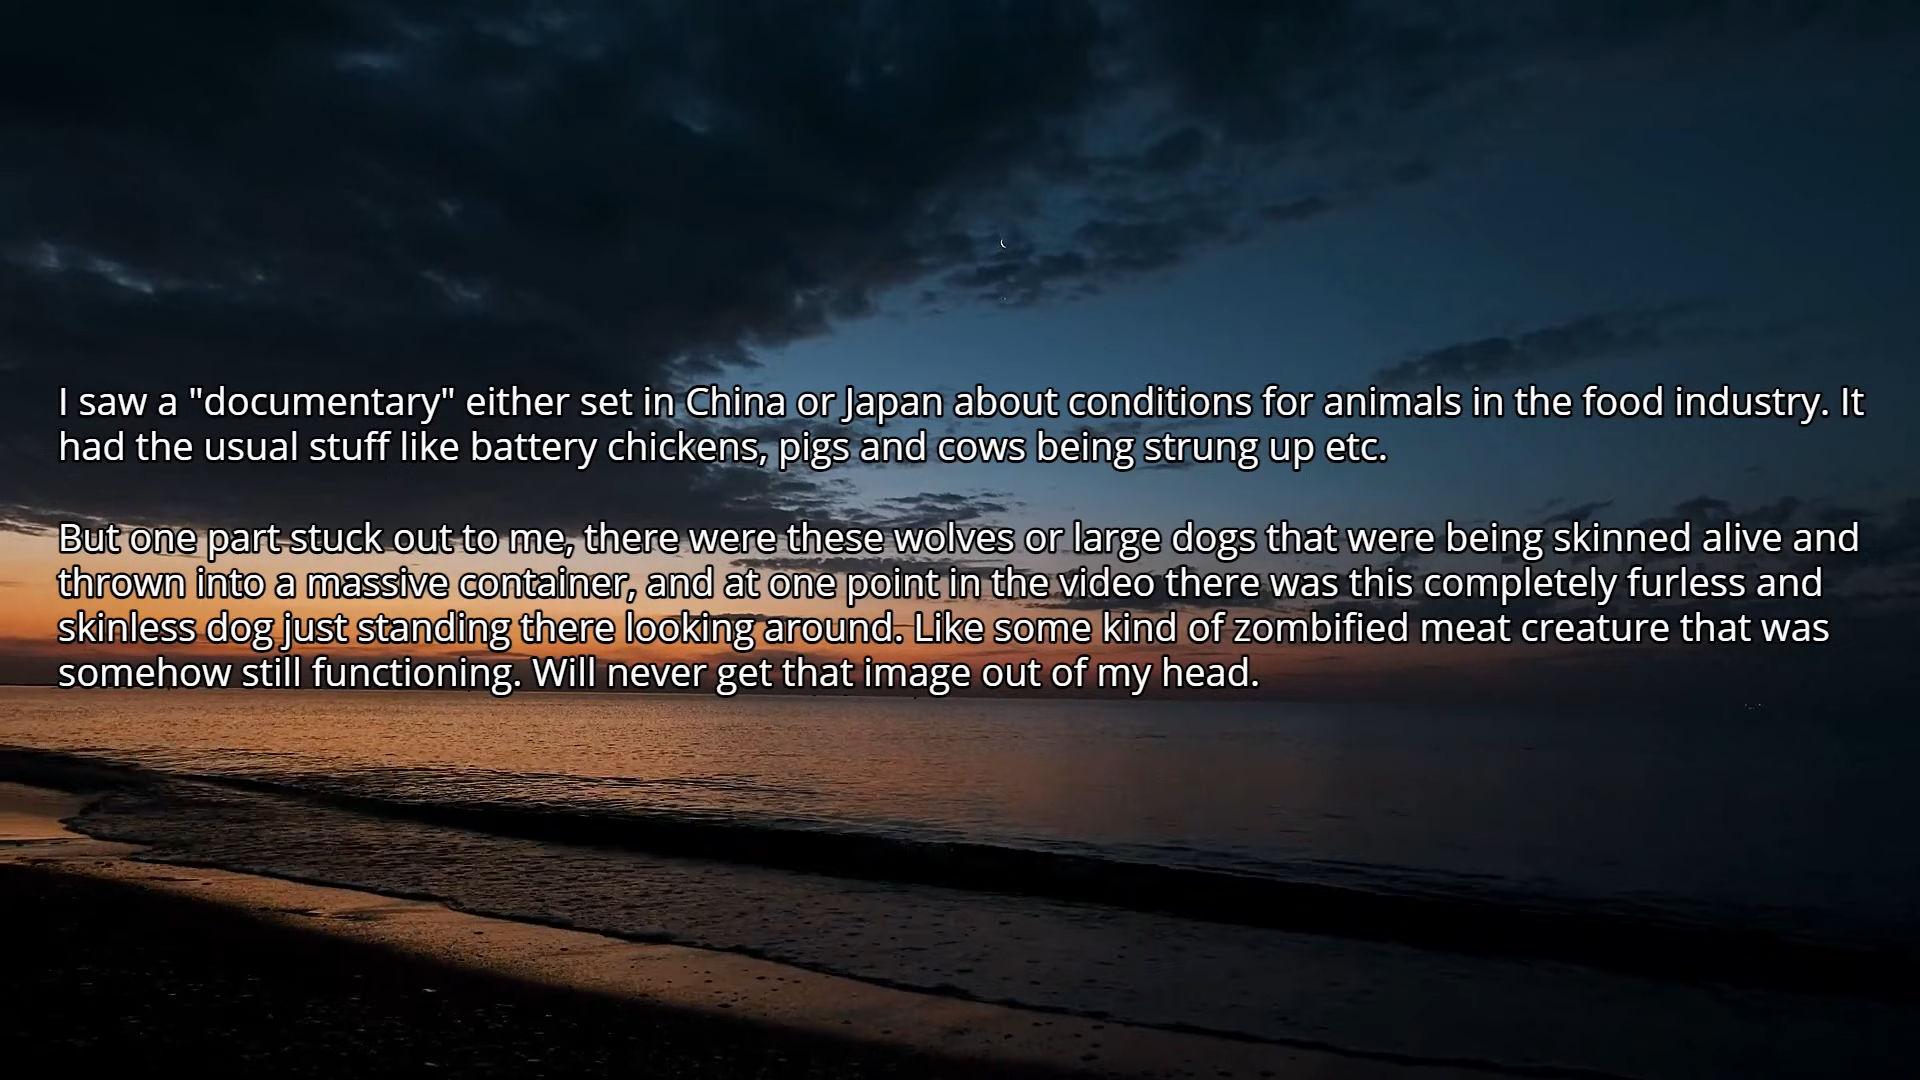 I saw a "documentary" either set in China or Japan about conditions for animals in the food industry. It
had the usual stuff like battery chickens, pigs and cows being strung up etc.
But one part stuck out to me, there were these wolves or large dogs that were being skinned alive and
thrown into a massive container, and at one point in the video there was this completely furless and
skinless dog just standing there looking around. Like some kind of zombified meat creature that was
somehow still functioning. Will never get that image out of my head.